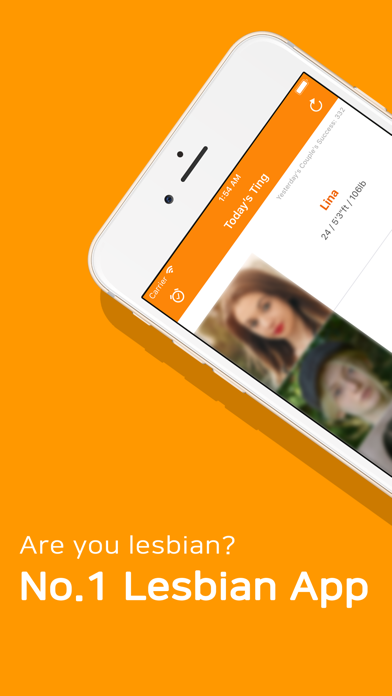 Carrier
1:54 AM
Today's Ting
Yesterday's Couple's Success: 332
Lina
24 / 5'3"ft / 106lb
Are you lesbian?
No.1 Lesbian App